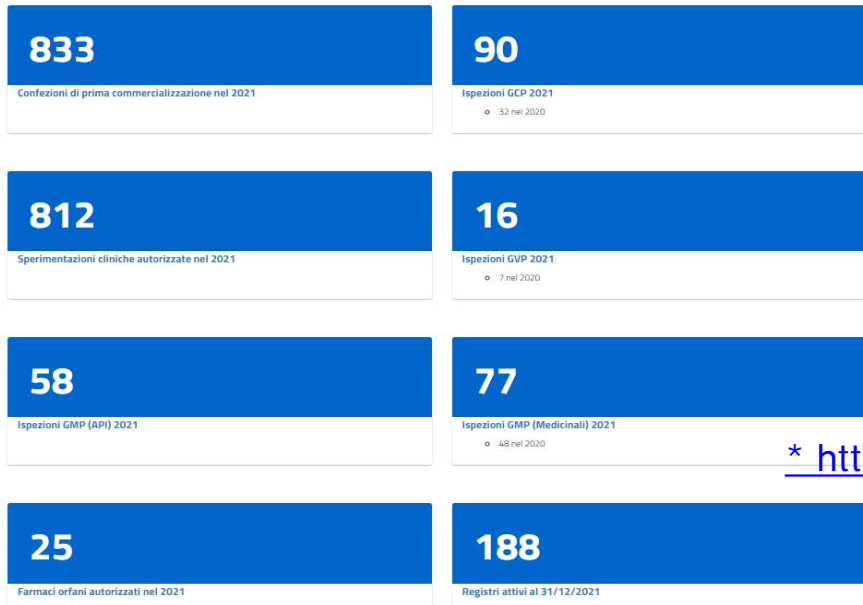 833
Confezioni di prima commercializzazione nel 2021
90
Ispezioni GCP 2021
32 nel 2020
812
Sperimentazioni cliniche autorizzate nel 2021
16
Ispezioni GVP 2021
7 nel 2020
58
Ispezioni GMP (API) 2021
77
Ispezioni GMP (Medicinali) 2021
48 nel 2020
* htt
25
Farmaci orfani autorizzati nel 2021
188
Registri attivi al 31/12/2021